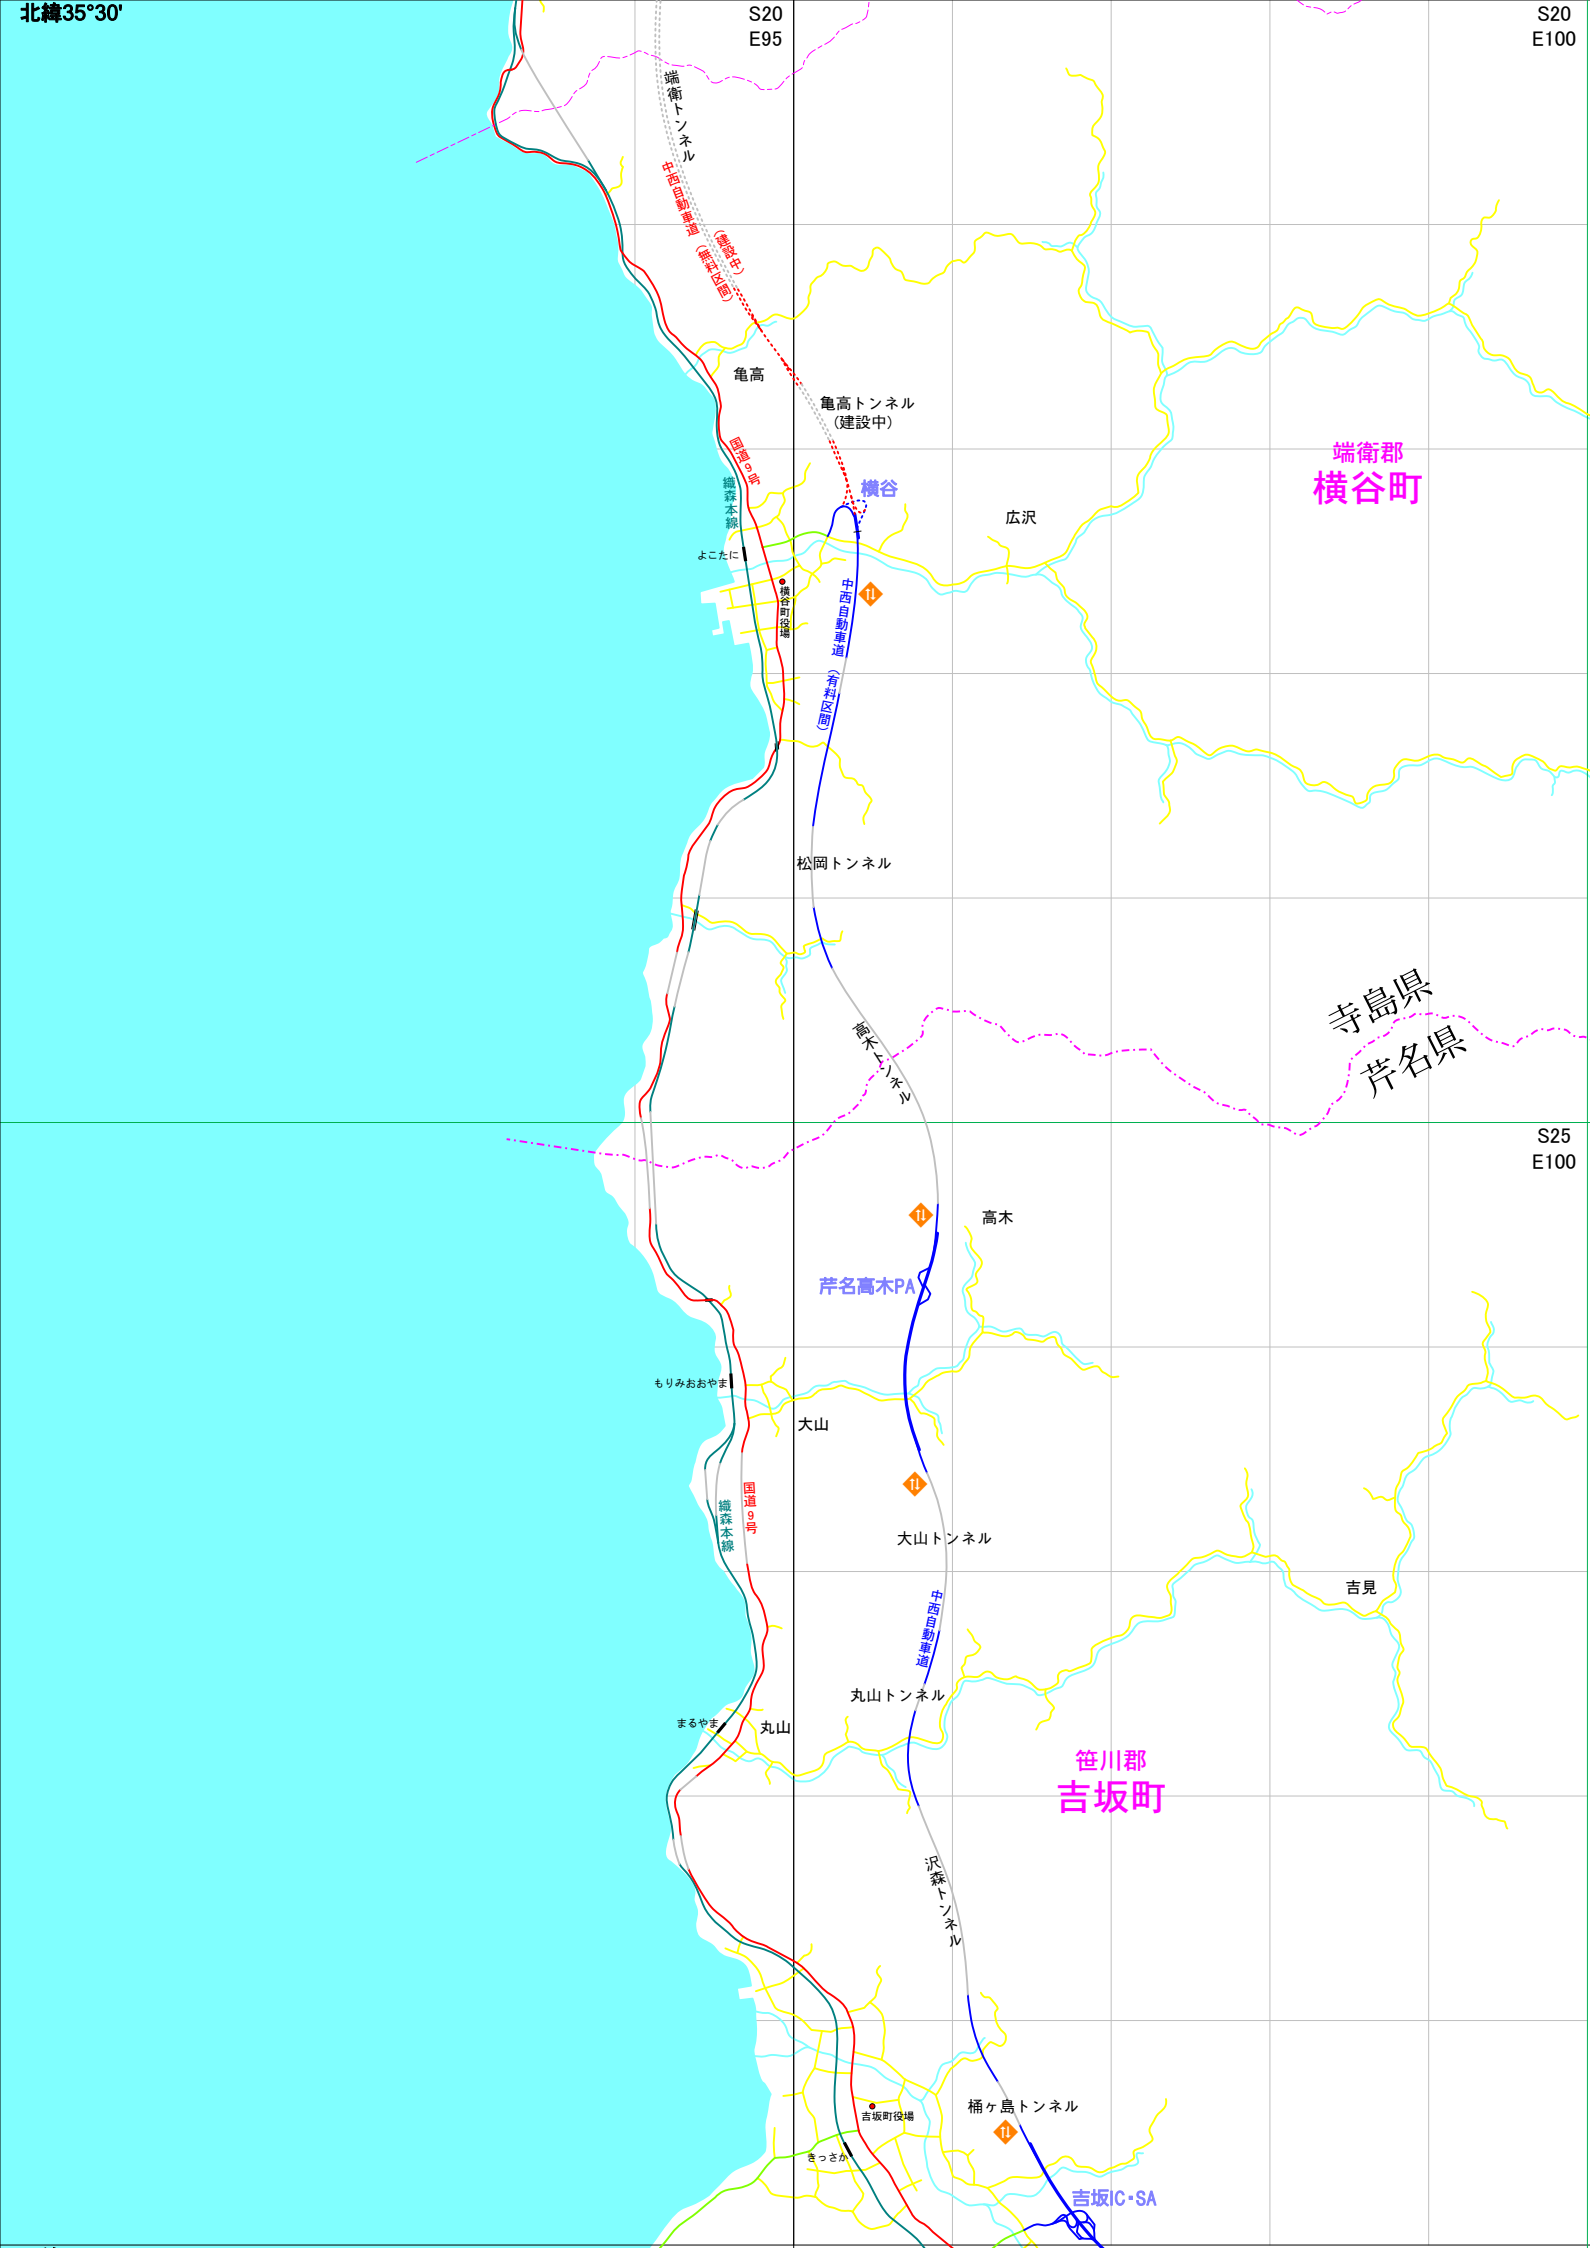 北緯35°30'
S20
E95
S20
E100
端衛トンネル
中西自動車道（無料区間）
（建設中）
亀高
亀高トンネル
（建設中）
国道9号
織森本線
横谷
広沢
端衛郡
横谷町
よこたに
横谷町役場
中西自動車道（有料区間）
松岡トンネル
高木トンネル
寺島県
芹名県
S25
E100
高木
芹名高木PA
もりみおおやま
大山
国道9号
織森本線
大山トンネル
吉見
中西自動車道
丸山トンネル
まるやま
丸山
笹川郡
吉坂町
沢森トンネル
桶ヶ島トンネル
吉坂町役場
きっさか
吉坂IC・SA